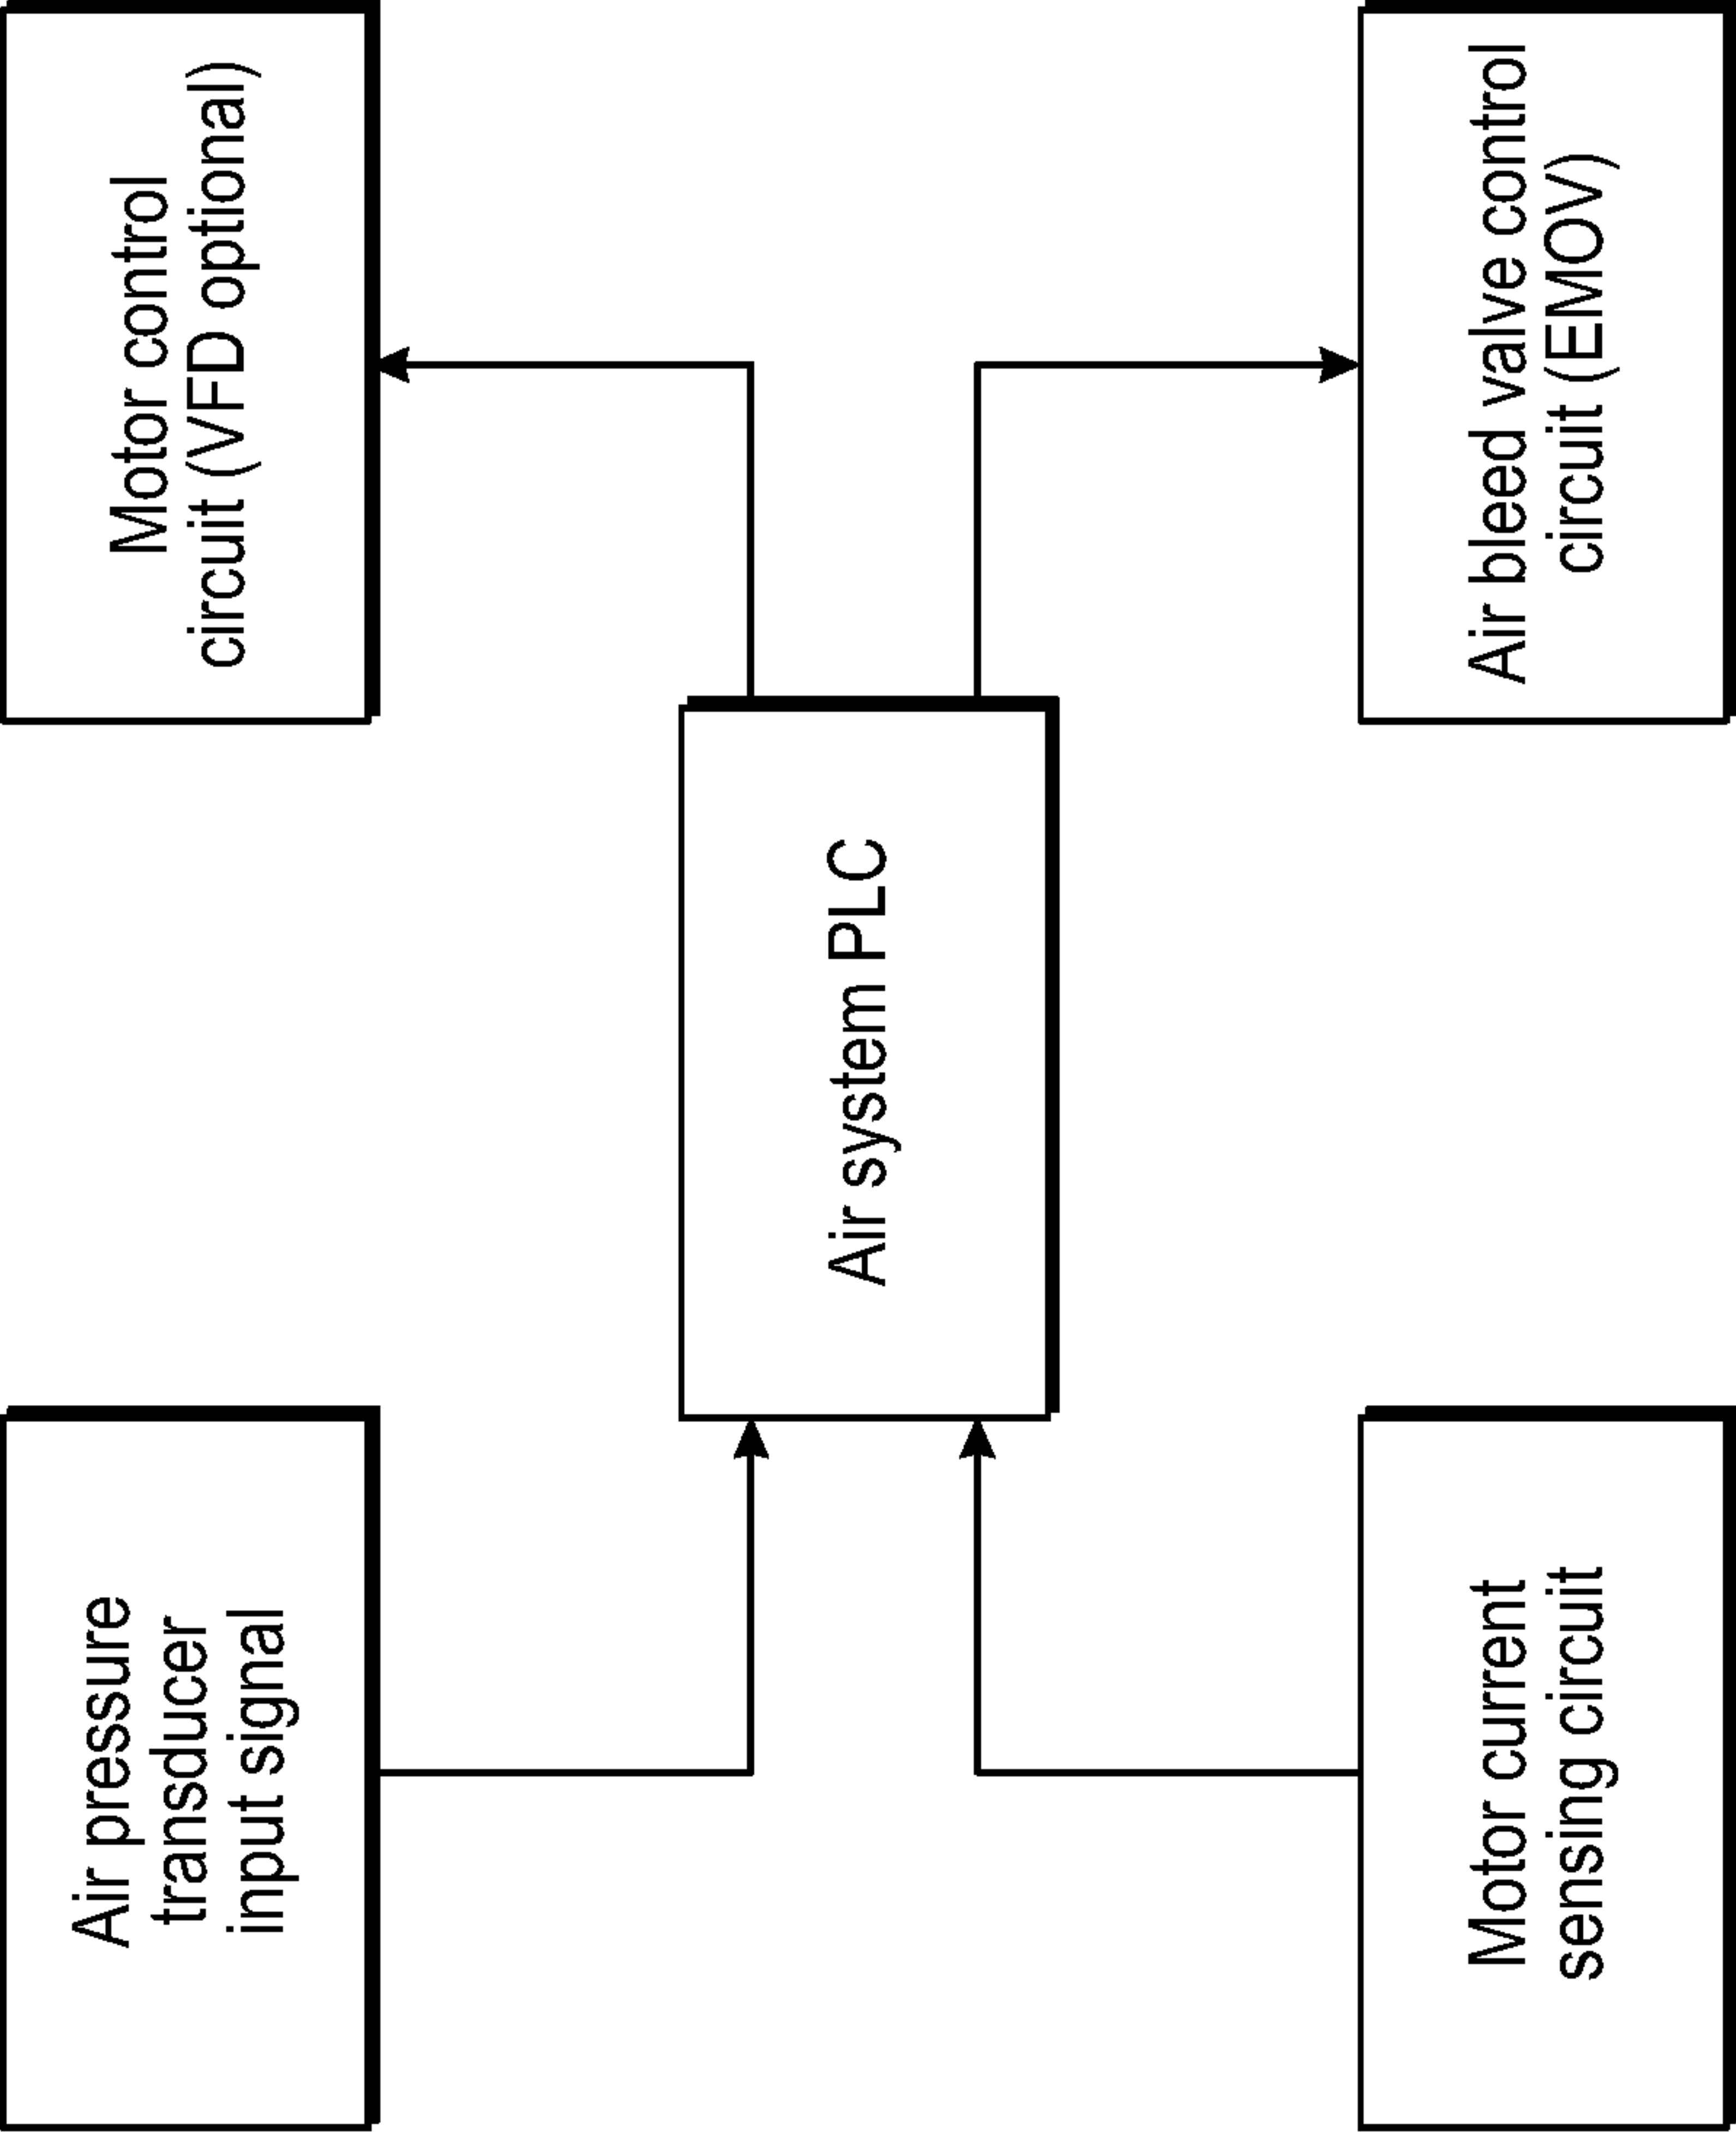 Air pressure
transducer
input signal
Motor control
circuit (VFD optional)
Air system PLC
Motor current
sensing circuit
Air bleed valve control
circuit (EMOV)